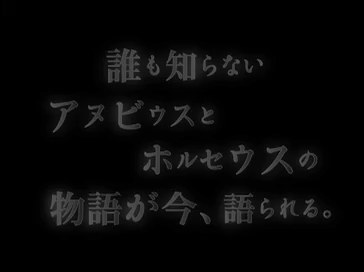 誰も知らない
アヌビゥスと
ホルセウスの
物語が今、語られる。